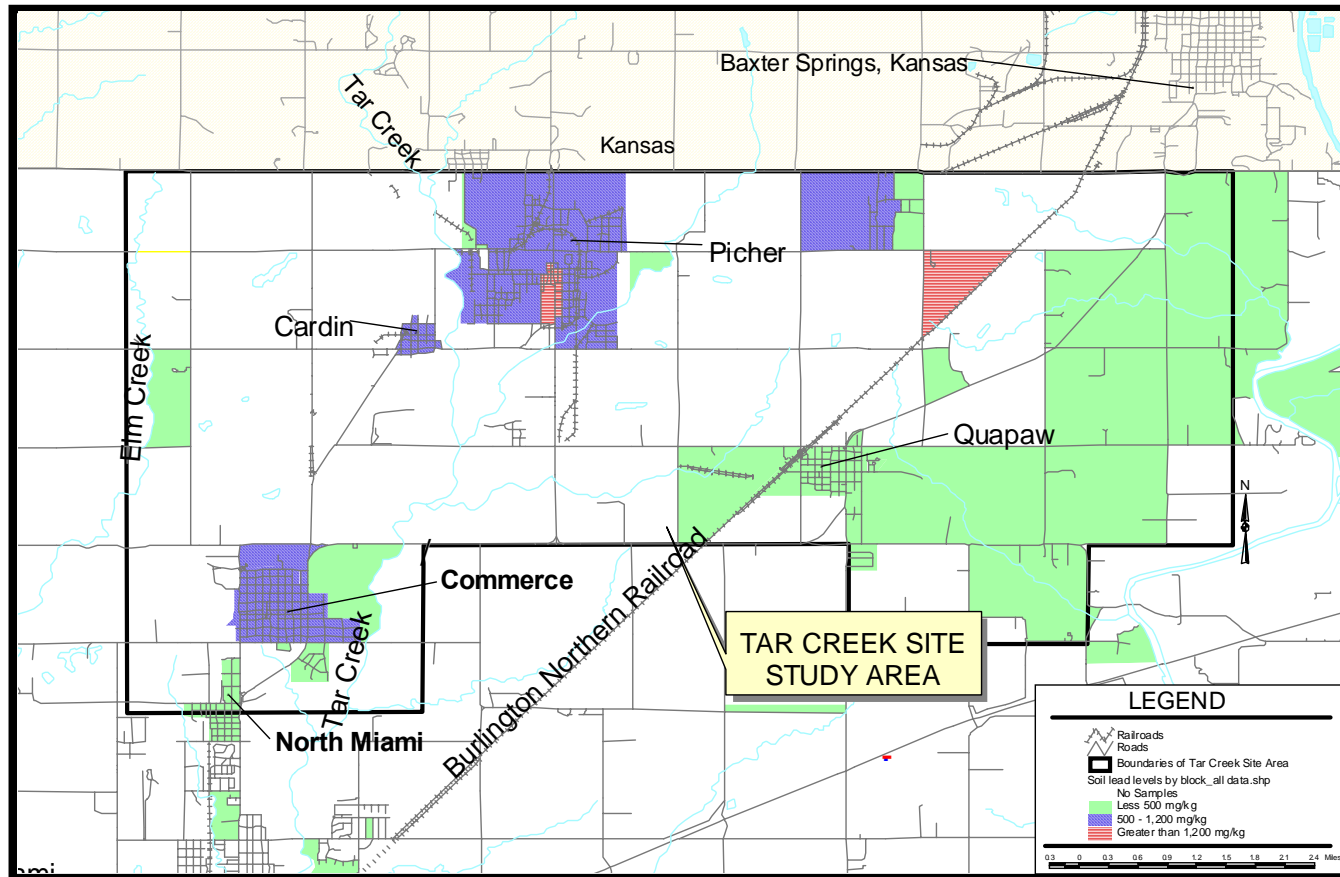 Baxter Springs, Kansas
Tar Creek
Kansas
Picher
Cardin
Elm Creek
Quapaw
N
Commerce
Tar Creek
Burlington Northern Railroad
TAR CREEK SITE
STUDY AREA
North Miami
LEGEND
Railroads
Roads
Boundaries of Tar Creek Site Area
Soil lead levels by block_all data.shp
No Samples
Less 500 mg/kg
500 - 1,200 mg/kg
Greater than 1,200 mg/kg
0.3 0 0.3 0.6 0.9 1.2 1.5 1.8 2.1 2.4 Miles